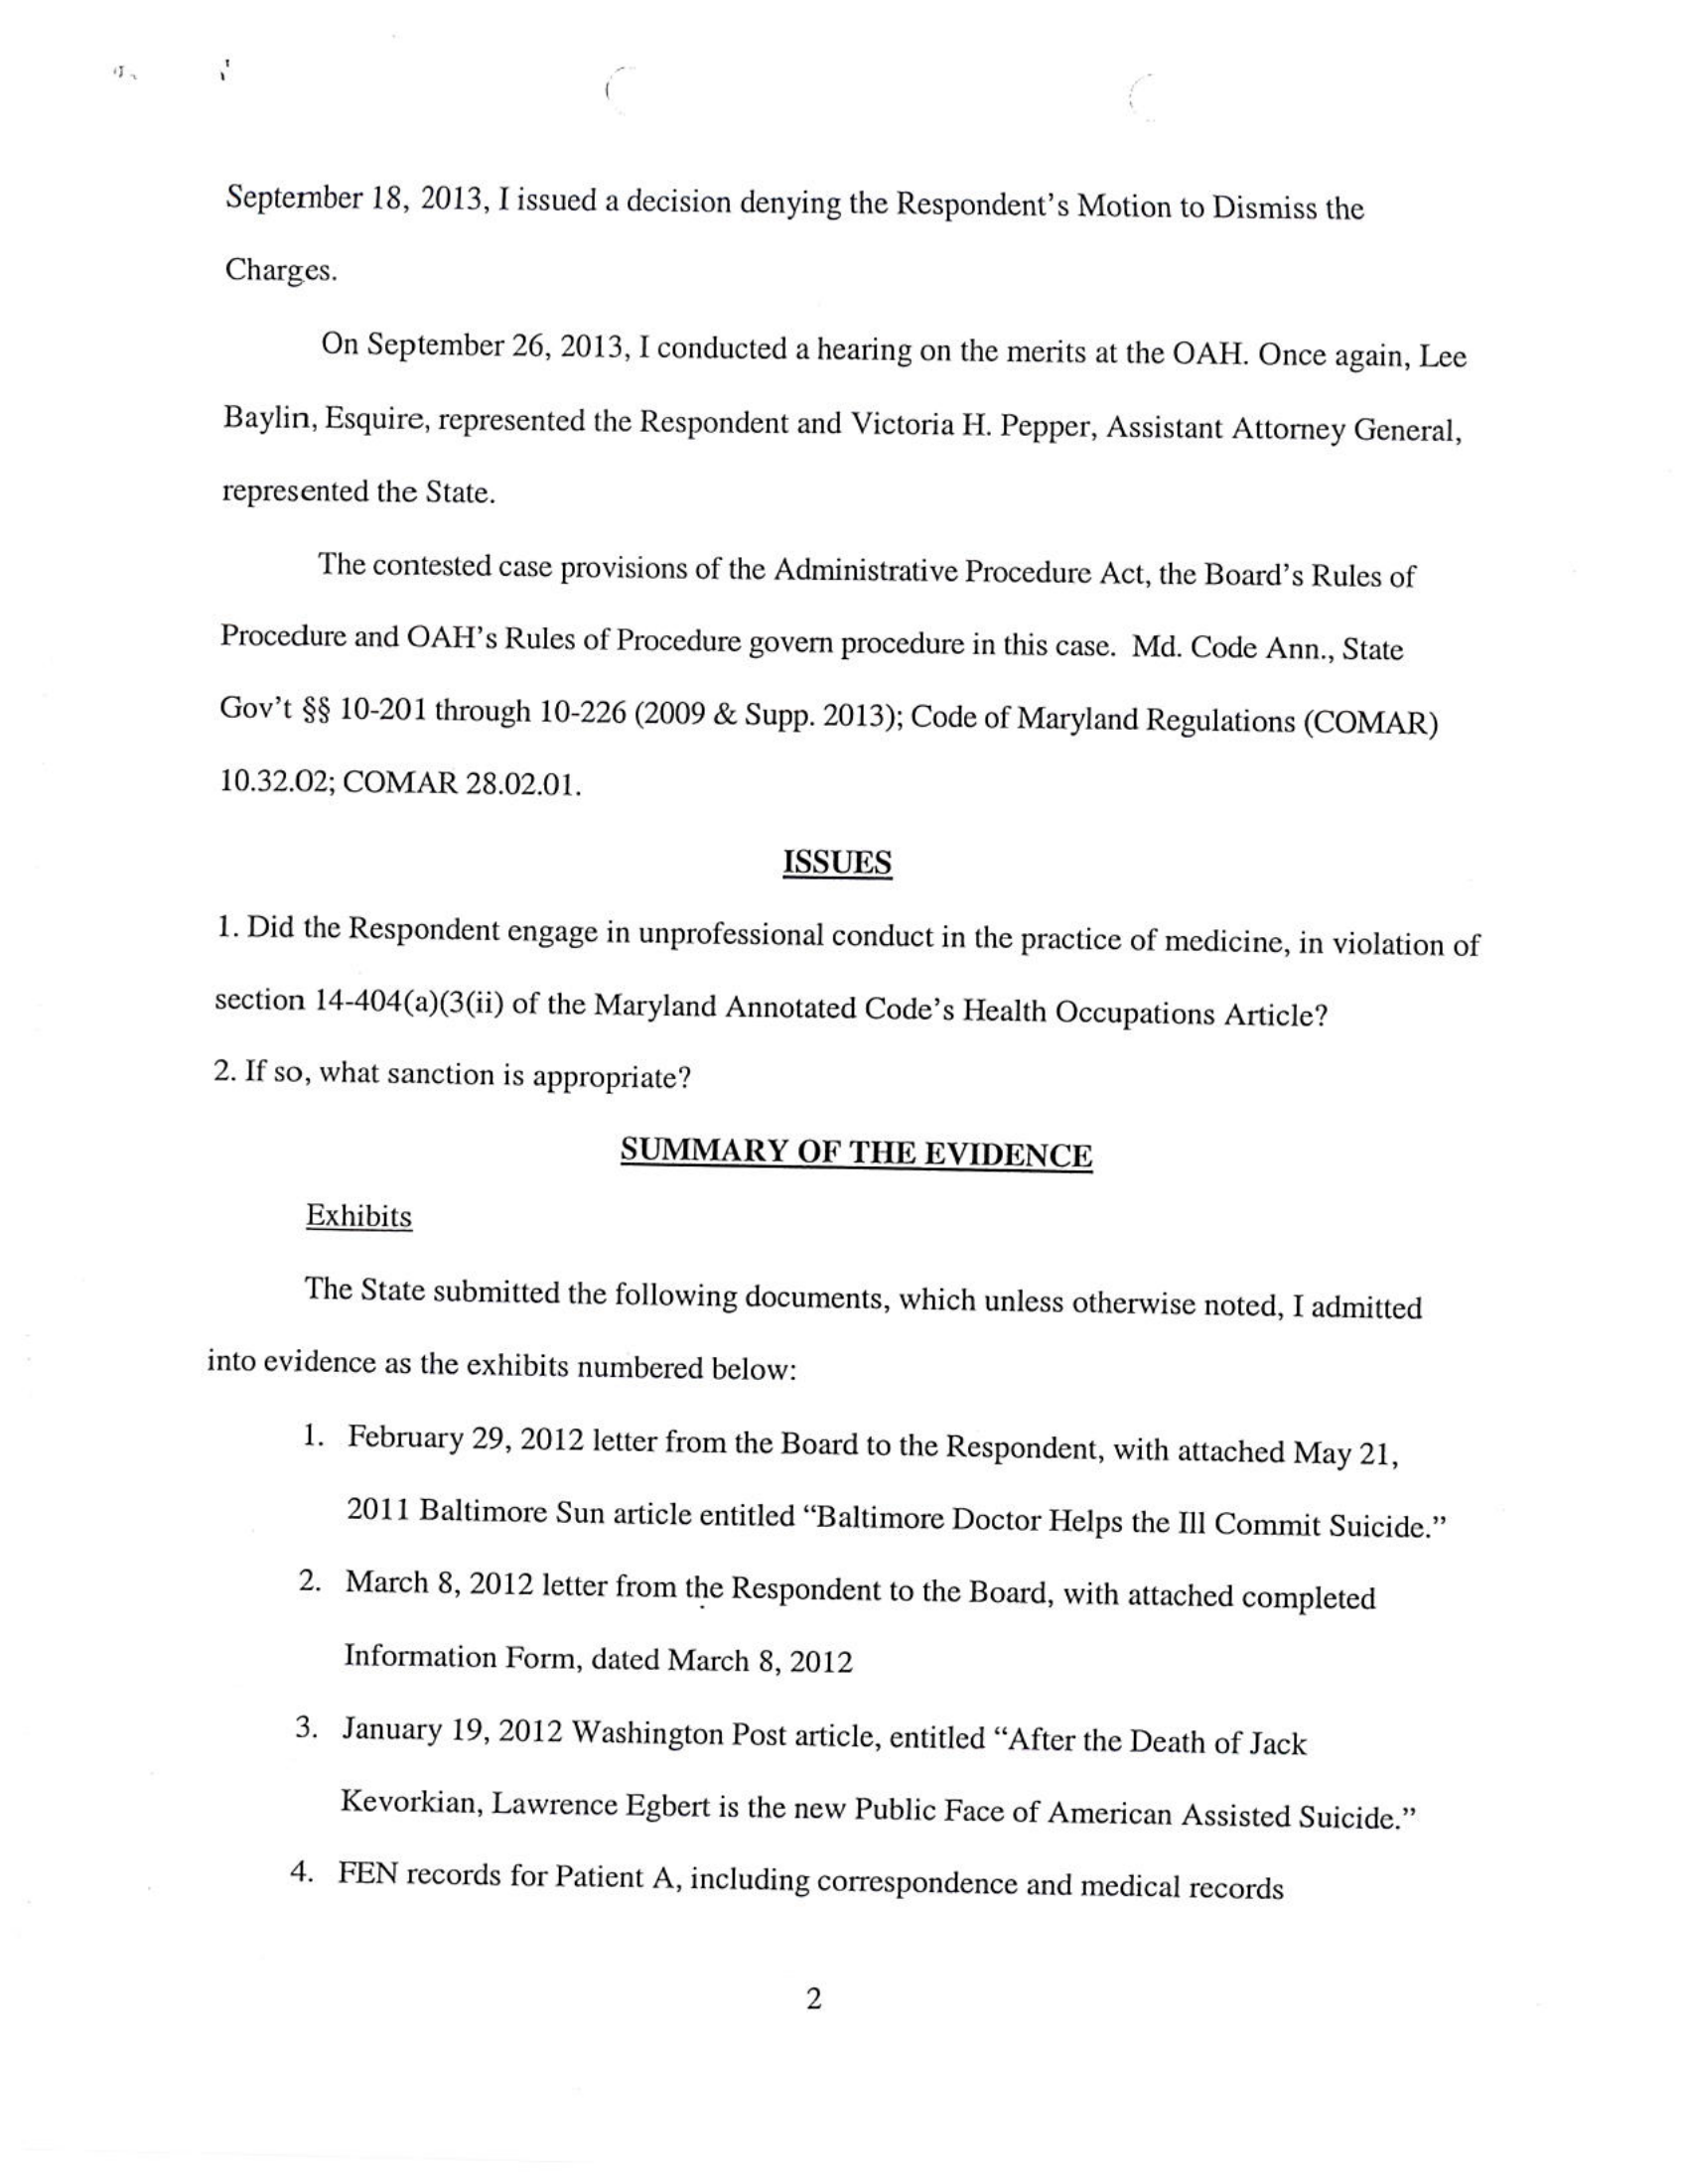 September 18, 2013, I issued a decision denying the Respondent's Motion to Dismiss the
Charges.
On September 26, 2013, I conducted a hearing on the merits at the OAH. Once again, Lee
Baylin, Esquire, represented the Respondent and Victoria H. Pepper, Assistant Attorney General,
represented the State.
The contested case provisions of the Administrative Procedure Act, the Board's Rules of
Procedure and OAH's Rules of Procedure govern procedure in this case. Md. Code Ann., State
Gov't §§ 10-201 through 10-226 (2009 & Supp. 2013); Code of Maryland Regulations (COMAR)
10.32.02; COMAR 28.02.01.
ISSUES
1. Did the Respondent engage in unprofessional conduct in the practice of medicine, in violation of
section 14-404(a)(3(ii) of the Maryland Annotated Code's Health Occupations Article?
2. If so, what sanction is appropriate?
SUMMARY OF THE EVIDENCE
Exhibits
The State submitted the following documents, which unless otherwise noted, I admitted
into evidence as the exhibits numbered below:
1. February 29, 2012 letter from the Board to the Respondent, with attached May 21,
2011 Baltimore Sun article entitled “Baltimore Doctor Helps the Ill Commit Suicide.”
2. March 8, 2012 letter from the Respondent to the Board, with attached completed
Information Form, dated March 8, 2012
3. January 19, 2012 Washington Post article, entitled “After the Death of Jack
Kevorkian, Lawrence Egbert is the new Public Face of American Assisted Suicide.”
4. FEN records for Patient A, including correspondence and medical records
2